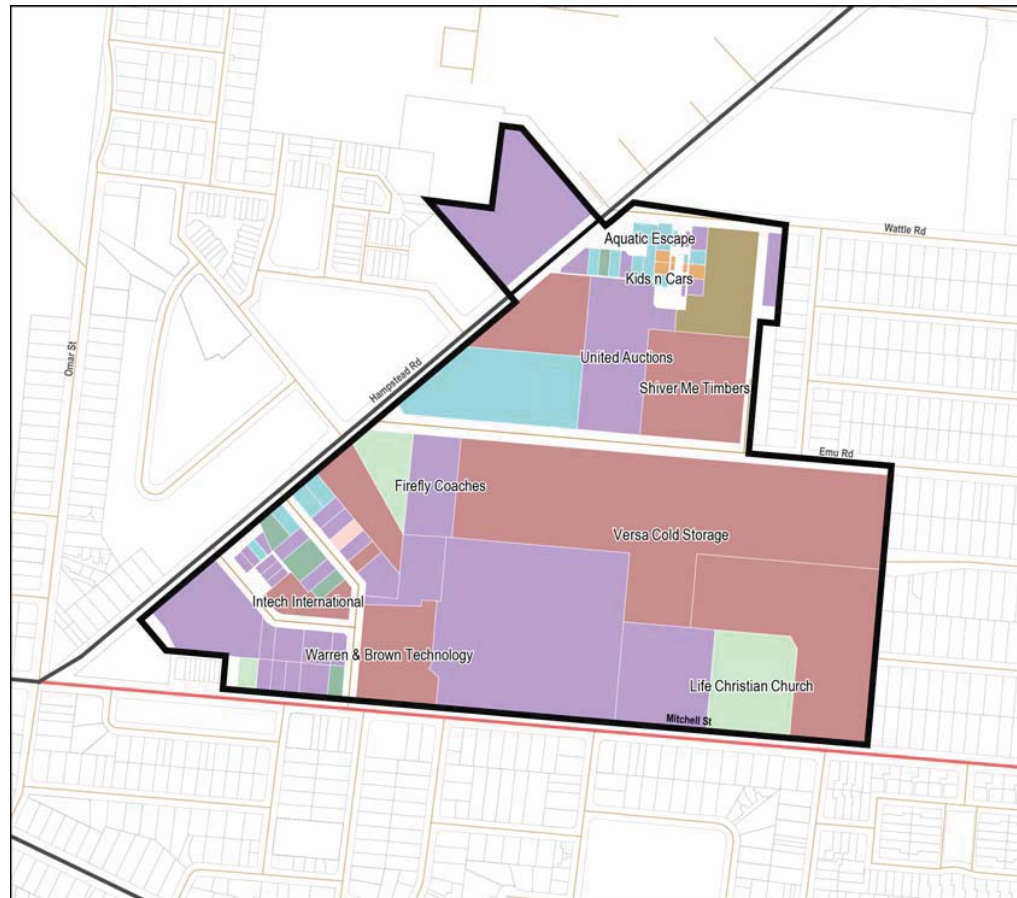 Wattle Rd
Aquatic Escape
Kids n Cars
Omar St
Hampstead Rd
United Auctions
Shiver Me Timbers
Emu Rd
Firefly Coaches
Versa Cold Storage
Intech International
Warren & Brown Technology
Life Christian Church
Mitchell St